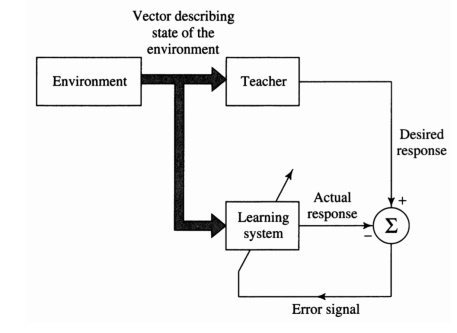 Vector describing
state of the
environment
Environment
Teacher
Desired
response
Learning
system
Actual
response
+
Σ
−
Error signal